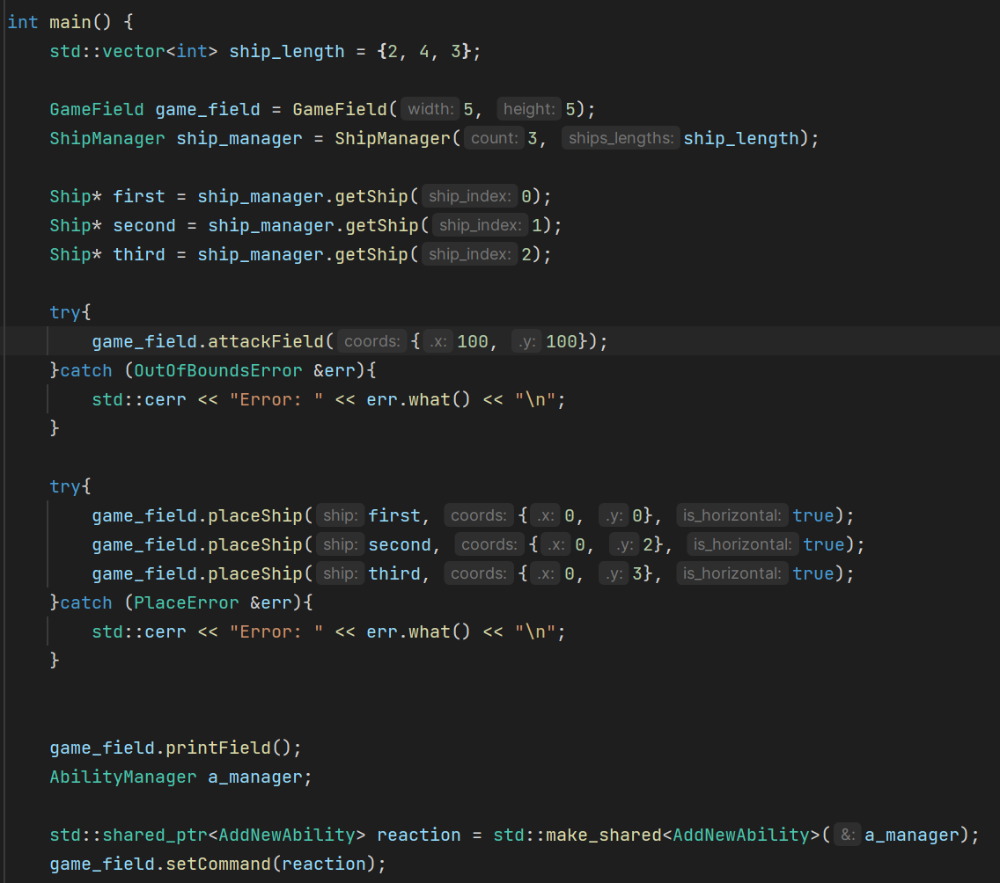 int main() {
    std::vector<int> ship_length = {2, 4, 3};

    GameField game_field = GameField( width: 5, height: 5);
    ShipManager ship_manager = ShipManager( count: 3, ships_lengths: ship_length);

    Ship* first = ship_manager.getShip( ship_index: 0);
    Ship* second = ship_manager.getShip( ship_index: 1);
    Ship* third = ship_manager.getShip( ship_index: 2);

    try{
        game_field.attackField( coords: { .x: 100, .y: 100});
    }catch (OutOfBoundsError &err){
        std::cerr << "Error: " << err.what() << "\n";
    }

    try{
        game_field.placeShip( ship: first, coords: { .x: 0, .y: 0}, is_horizontal: true);
        game_field.placeShip( ship: second, coords: { .x: 0, .y: 2}, is_horizontal: true);
        game_field.placeShip( ship: third, coords: { .x: 0, .y: 3}, is_horizontal: true);
    }catch (PlaceError &err){
        std::cerr << "Error: " << err.what() << "\n";
    }

    game_field.printField();
    AbilityManager a_manager;

    std::shared_ptr<AddNewAbility> reaction = std::make_shared<AddNewAbility>( &: a_manager);
    game_field.setCommand(reaction);